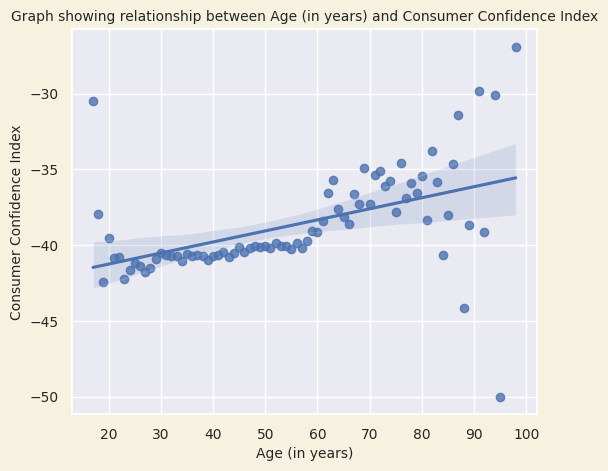 Graph showing relationship between Age (in years) and Consumer Confidence Index
Consumer Confidence Index
−30
−35
−40
−45
−50
20 30 40 50 60 70 80 90 100
Age (in years)